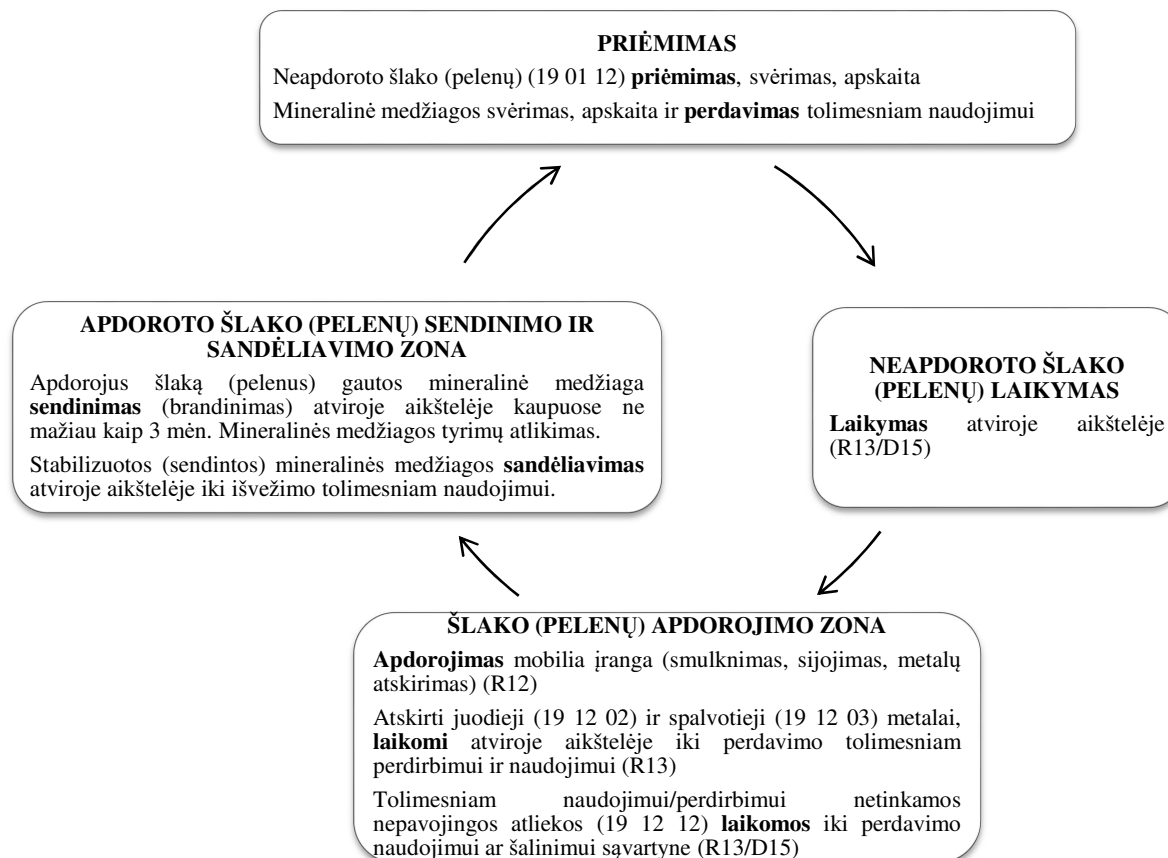 PRIĖMIMAS
Neapdoroto šlako (pelenų) (19 01 12) priėmimas, svėrimas, apskaita
Mineralinė medžiagos svėrimas, apskaita ir perdavimas tolimesniam naudojimui
NEAPDOROTO ŠLAKO
(PELENŲ) LAIKYMAS
Laikymas atviroje aikštelėje
(R13/D15)
ŠLAKO (PELENŲ) APDOROJIMO ZONA
Apdorojimas mobilia įranga (smulknimas, sijojimas, metalų
atskirimas) (R12)
Atskirti juodieji (19 12 02) ir spalvotieji (19 12 03) metalai,
laikomi atviroje aikštelėje iki perdavimo tolimesniam
perdirbimui ir naudojimui (R13)
Tolimesniam naudojimui/perdirbimui netinkamos
nepavojingos atliekos (19 12 12) laikomos iki perdavimo
naudojimui ar šalinimui sąvartyne (R13/D15)
APDOROTO ŠLAKO (PELENŲ) SENDINIMO IR
SANDĖLIAVIMO ZONA
Apdorojus šlaką (pelenus) gautos mineralinė medžiaga
sendinimas (brandinimas) atviroje aikštelėje kaupuose ne
mažiau kaip 3 mėn. Mineralinės medžiagos tyrimų atlikimas.
Stabilizuotos (sendintos) mineralinės medžiagos sandėliavimas
atviroje aikštelėje iki išvežimo tolimesniam naudojimui.